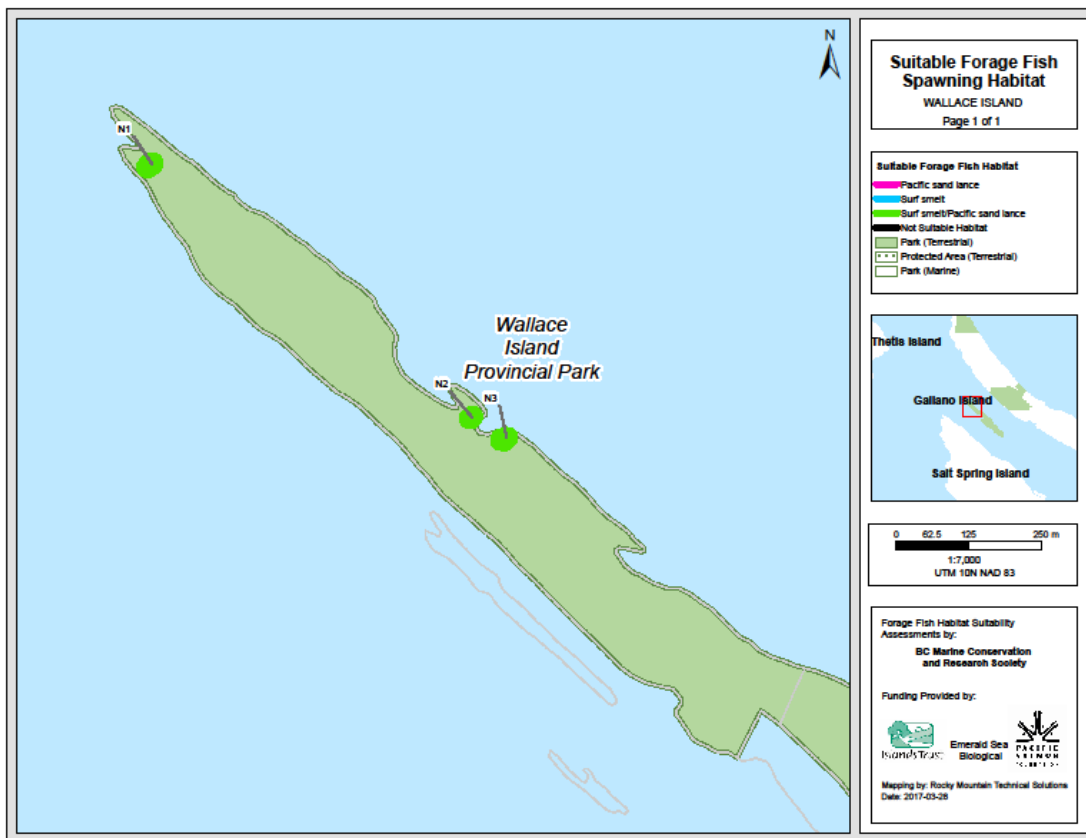 N
N1
Wallace
Island
Provincial Park
N2
N3
Suitable Forage Fish
Spawning Habitat
WALLACE ISLAND
Page 1 of 1
Suitable Forage Fish Habitat
Pacific sand lance
Surf smelt
Surf smelt/Pacific sand lance
Not Suitable Habitat
Park (Terrestrial)
Protected Area (Terrestrial)
Park (Marine)
Thetis Island
Galiano Island
Salt Spring Island
0 62.5 125 250 m
1:7,000
UTM 10N NAD 83
Forage Fish Habitat Suitability
Assessments by:
BC Marine Conservation
and Research Society
Funding Provided by:
Islands Trust
Emerald Sea
Biological
PACIFIC
SALMON
Mapping by: Rocky Mountain Technical Solutions
Date: 2017-03-28